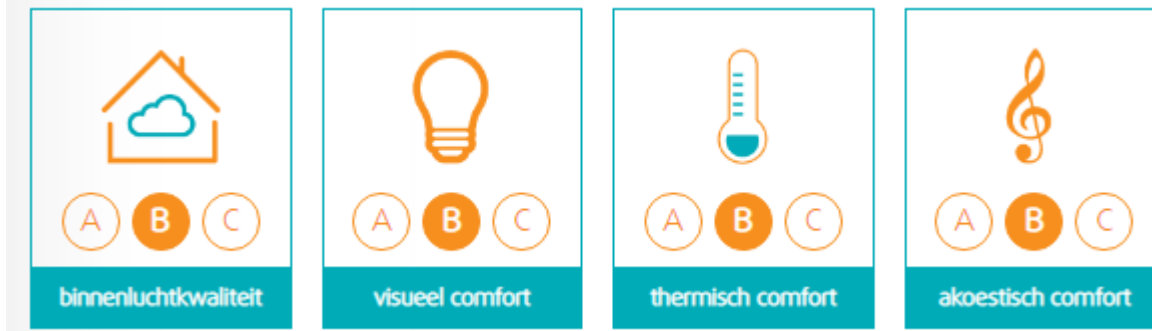 A B C
binnenluchtkwaliteit
A B C
visueel comfort
A B C
thermisch comfort
A B C
akoestisch comfort